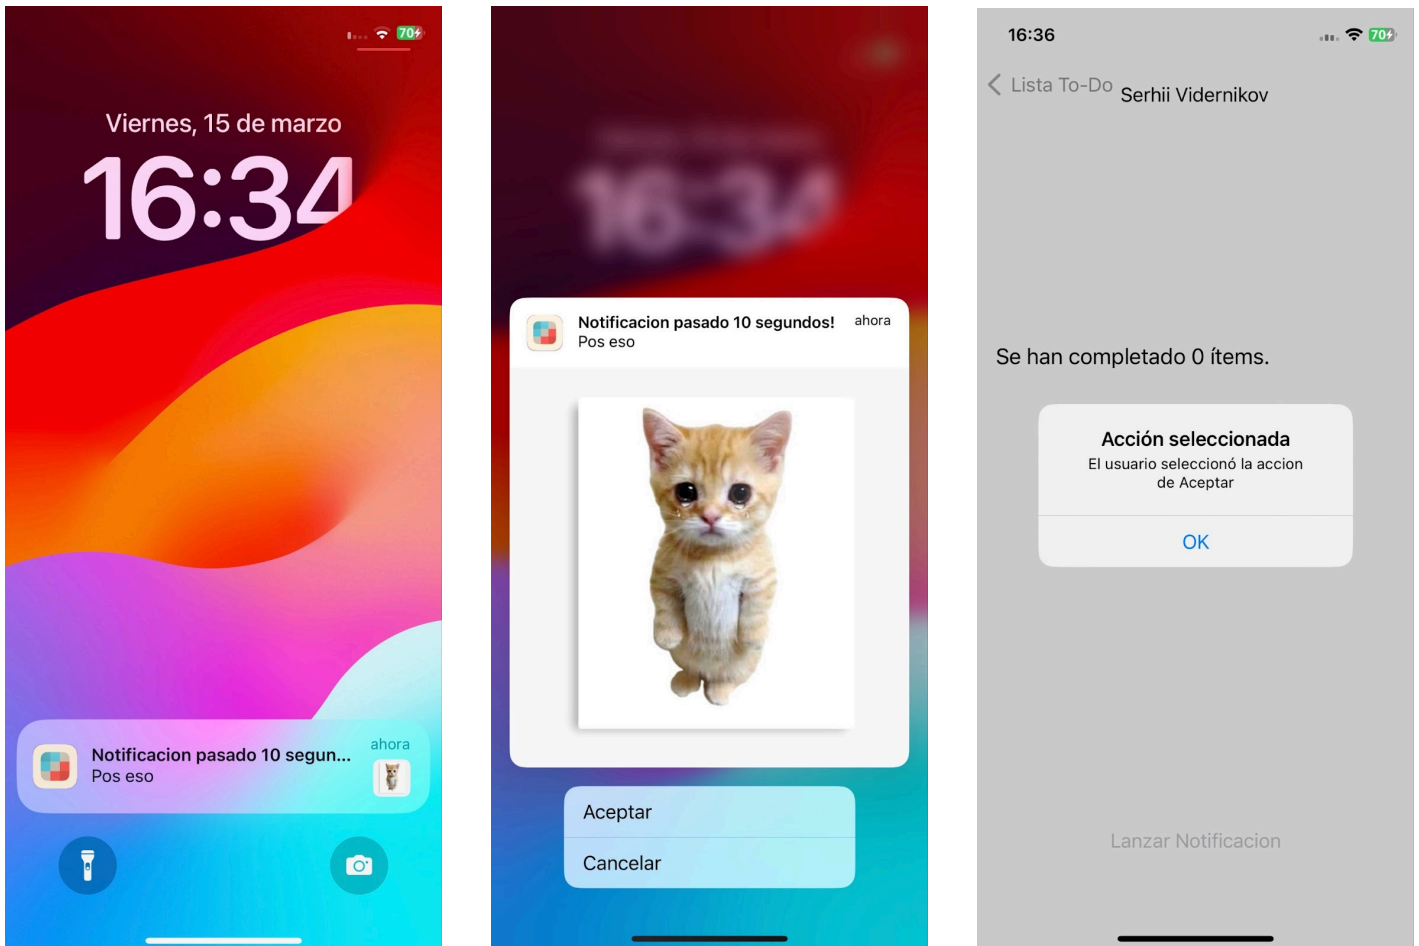 70
Viernes, 15 de marzo
16:34
Notificacion pasado 10 segun...
ahora
Pos eso
16:34
Notificacion pasado 10 segundos!
ahora
Pos eso
Aceptar
Cancelar
16:36
70
Lista To-Do
Serhii Vidernikov
Se han completado 0 ítems.
Acción seleccionada
El usuario seleccionó la accion
de Aceptar
OK
Lanzar Notificacion